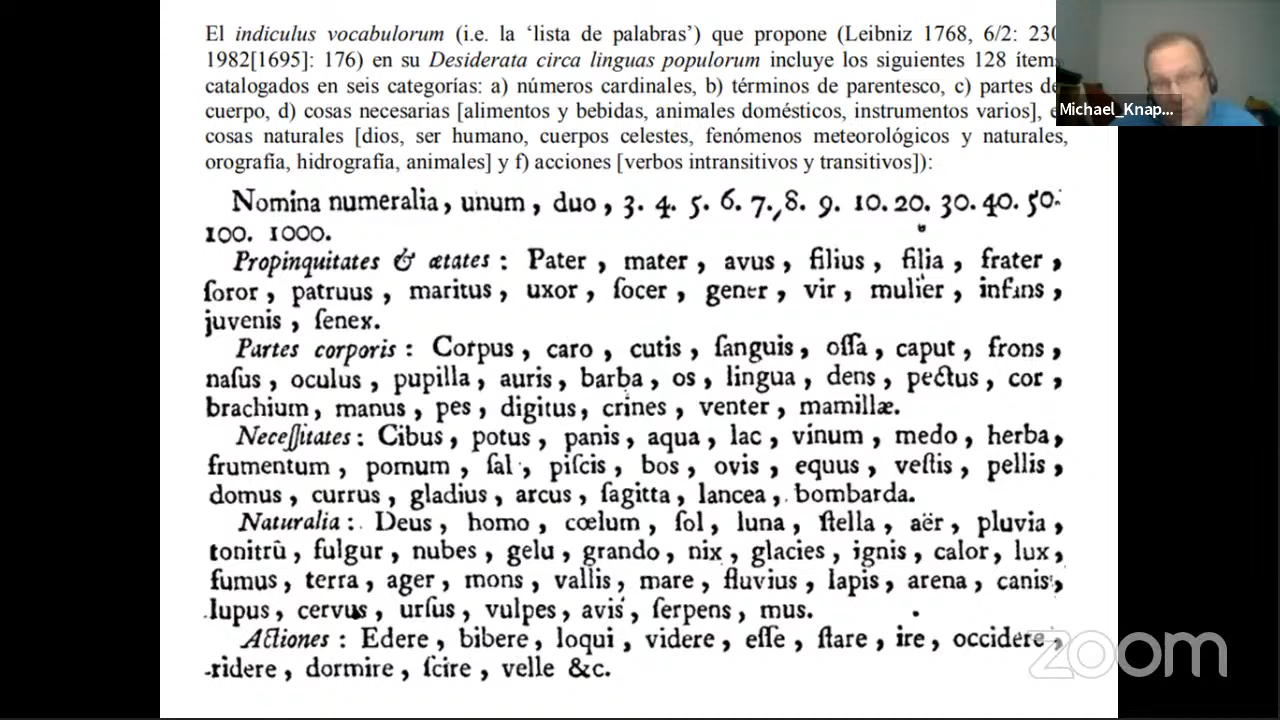 El indiculus vocabulorum (i.e. la ‘lista de palabras’) que propone (Leibniz 1768, 6/2: 230
1982[1695]: 176) en su Desiderata circa linguas populorum incluye los siguientes 128 ítem
catalogados en seis categorías: a) números cardinales, b) términos de parentesco, c) partes de
cuerpo, d) cosas necesarias [alimentos y bebidas, animales domésticos, instrumentos varios], e
cosas naturales [dios, ser humano, cuerpos celestes, fenómenos meteorológicos y naturales,
orografía, hidrografía, animales] y f) acciones [verbos intransitivos y transitivos]):
Michael_Knap...
Nomina numeralia, unum, duo, 3. 4. 5. 6. 7. 8. 9. 10. 20. 30. 40. 50.
100. 1000.
Propinquitates & ætates : Pater, mater, avus, filius, filia, frater,
ſoror, patruus, maritus, uxor, ſocer, gener, vir, mulier, infans,
juvenis, ſenex.
Partes corporis : Corpus, caro, cutis, ſanguis, oſſa, caput, frons,
naſus, oculus, pupilla, auris, barba, os, lingua, dens, pectus, cor,
brachium, manus, pes, digitus, crines, venter, mamillæ.
Neceſſitates : Cibus, potus, panis, aqua, lac, vinum, medo, herba,
frumentum, pomum, ſal, piſcis, bos, ovis, equus, veſtis, pellis,
domus, currus, gladius, arcus, ſagitta, lancea, bombarda.
Naturalia : Deus, homo, cœlum, ſol, luna, ſtella, aër, pluvia,
tonitrû, fulgur, nubes, gelu, grando, nix, glacies, ignis, calor, lux,
fumus, terra, ager, mons, vallis, mare, fluvius, lapis, arena, canis,
lupus, cervus, urſus, vulpes, avis, ſerpens, mus.
Actiones : Edere, bibere, loqui, videre, eſſe, ſtare, ire, occidere,
ridere, dormire, ſcire, velle &c.
zoom